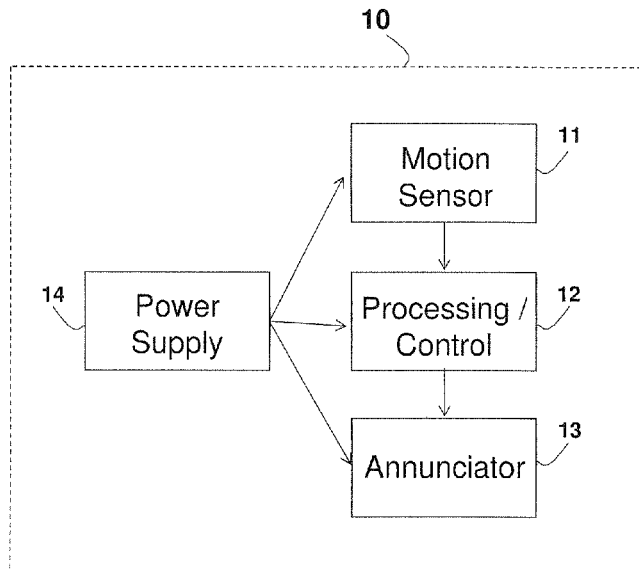 10
Motion
Sensor
11
14
Power
Supply
Processing /
Control
12
Annunciator
13